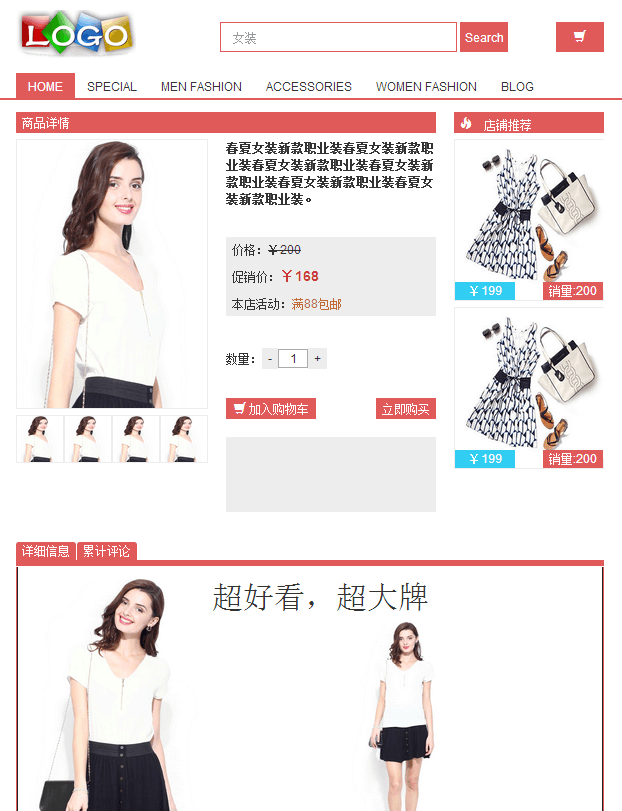 LOGO
女装
Search
HOME SPECIAL MEN FASHION ACCESSORIES WOMEN FASHION BLOG
商品详情
春夏女装新款职业装春夏女装新款职
业装春夏女装新款职业装春夏女装新
款职业装春夏女装新款职业装春夏女
装新款职业装。
价格：￥200
促销价：￥168
本店活动：满88包邮
数量： - 1 +
加入购物车 立即购买
店铺推荐
￥199 销量:200
￥199 销量:200
详细信息 累计评论
超好看，超大牌